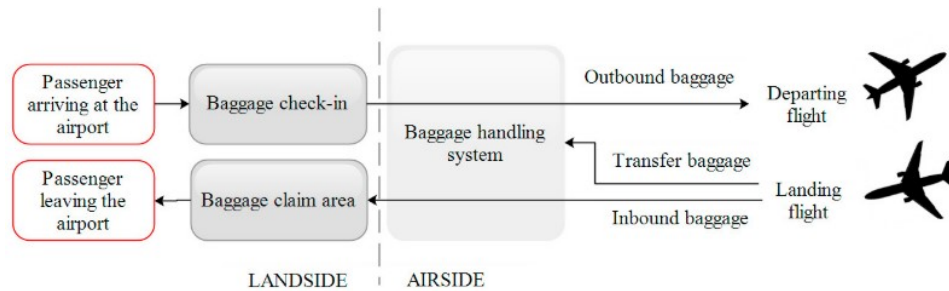 Passenger
arriving at the
airport
Baggage check-in
Outbound baggage
Departing
flight
Baggage handling
system
Transfer baggage
Passenger
leaving the
airport
Baggage claim area
Inbound baggage
Landing
flight
LANDSIDE
AIRSIDE